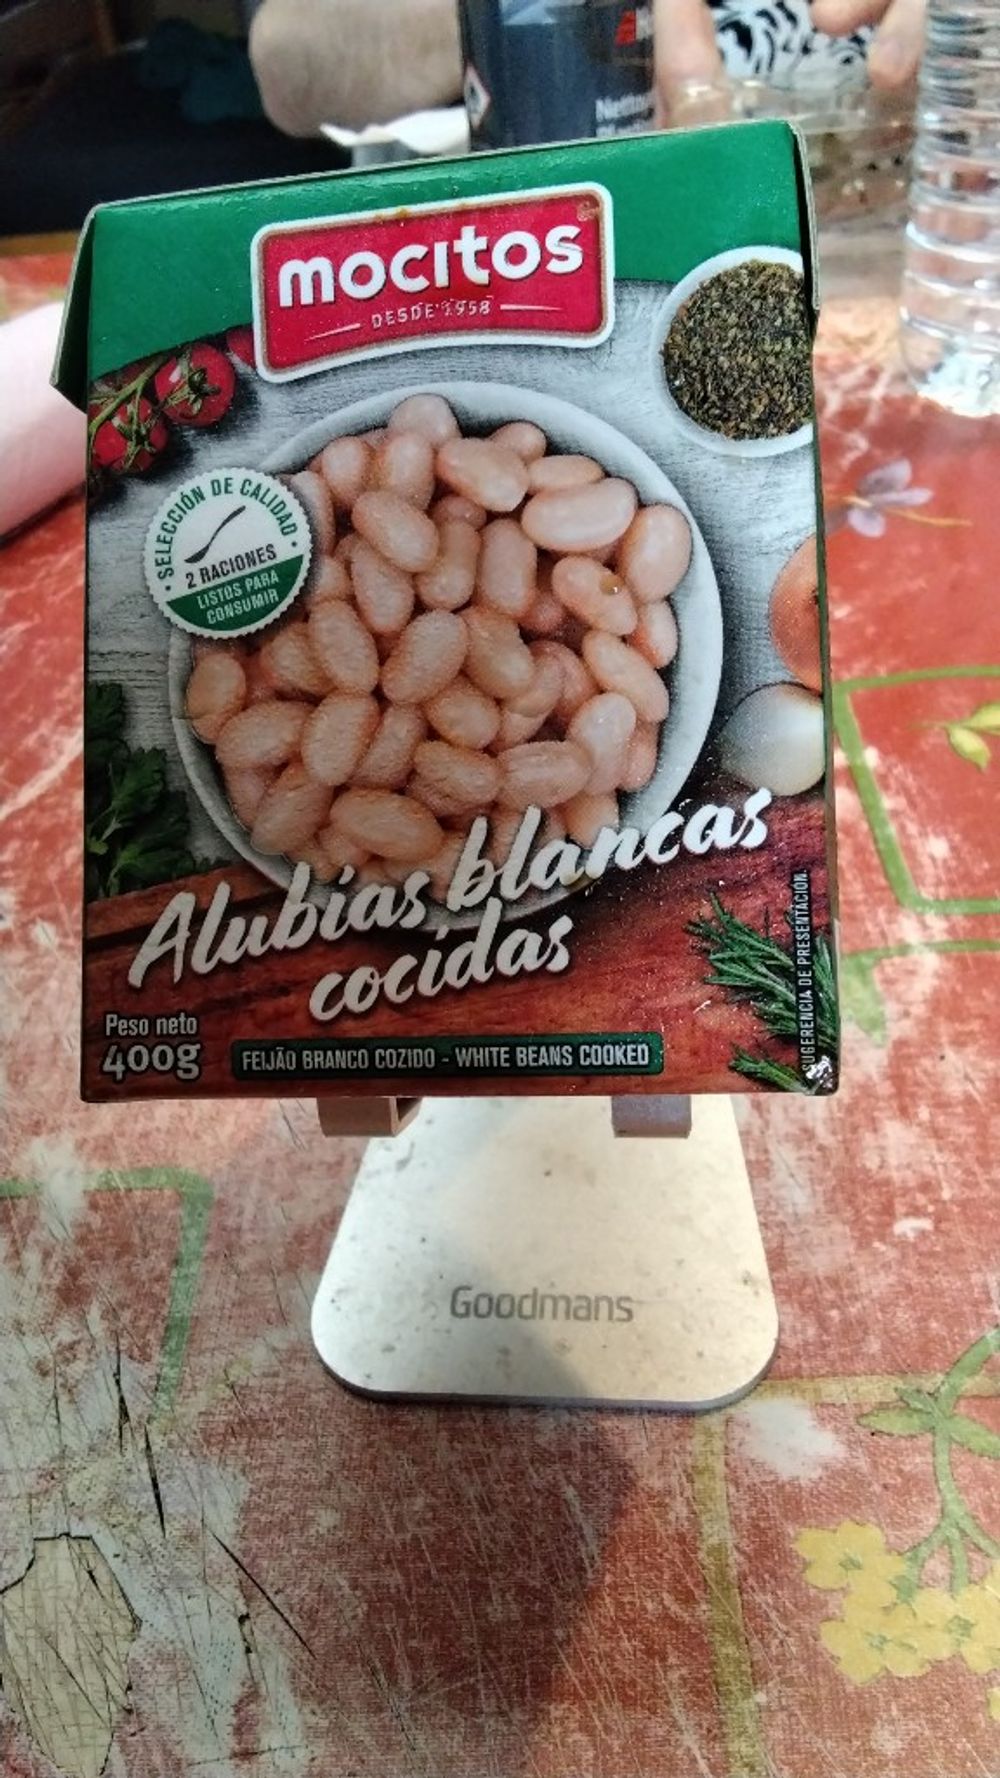 mocitos
DESDE 1958
SELECCIÓN DE CALIDAD
2 RACIONES
LISTOS PARA
CONSUMIR
Alubias blancas
cocidas
Peso neto
400g
FEIJÃO BRANCO COZIDO - WHITE BEANS COOKED
SUGERENCIA DE PRESENTACIÓN
Goodmans